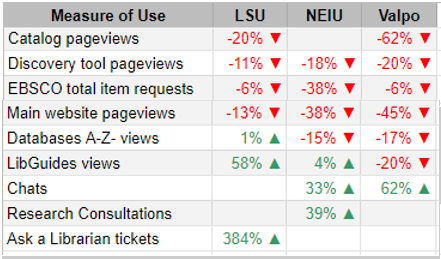 Measure of Use LSU NEIU Valpo
Catalog pageviews -20% ▼ -62% ▼
Discovery tool pageviews -11% ▼ -18% ▼ -20% ▼
EBSCO total item requests -6% ▼ -38% ▼ -6% ▼
Main website pageviews -13% ▼ -38% ▼ -45% ▼
Databases A-Z- views 1% ▲ -15% ▼ -17% ▼
LibGuides views 58% ▲ 4% ▲ -20% ▼
Chats 33% ▲ 62% ▲
Research Consultations 39% ▲
Ask a Librarian tickets 384% ▲